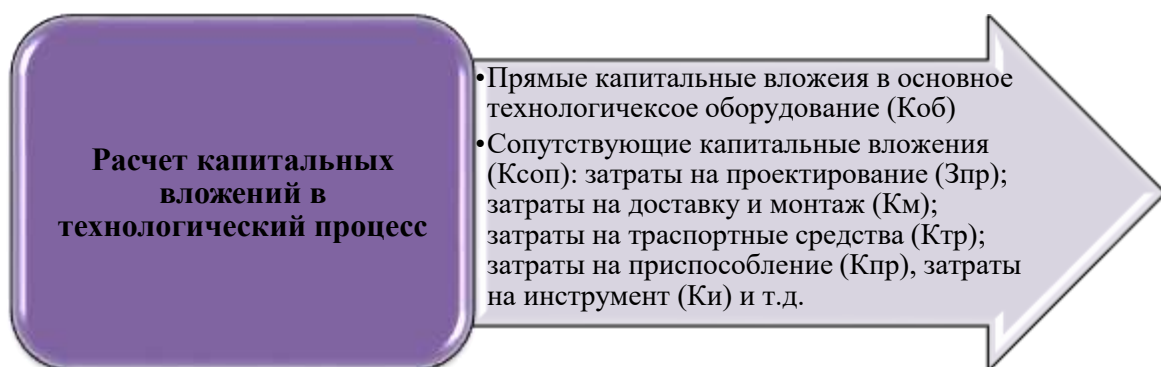 Расчет капитальных
вложений в
технологический процесс
•Прямые капитальные вложеия в основное
технологичексое оборудование (Коб)
•Сопутствующие капитальные вложения
(Ксоп): затраты на проектирование (Зпр);
затраты на доставку и монтаж (Км);
затраты на траспортные средства (Ктр);
затраты на приспособление (Кпр), затраты
на инструмент (Ки) и т.д.